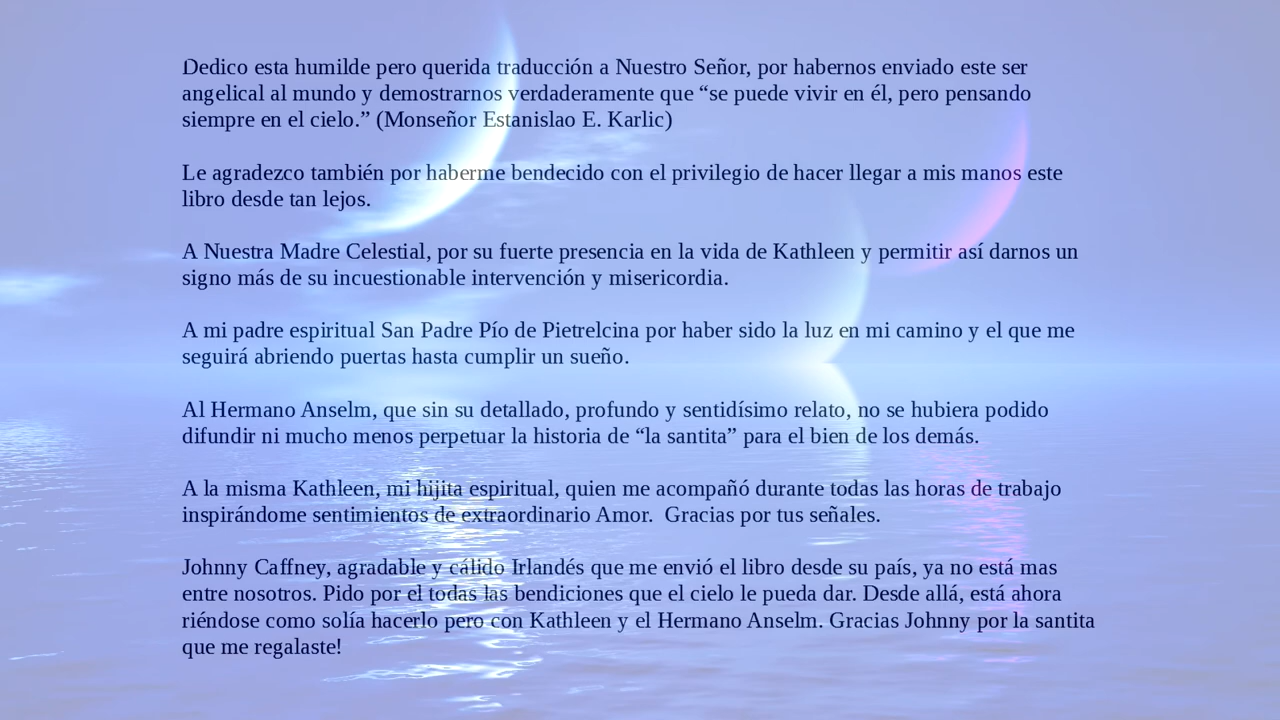 Dedico esta humilde pero querida traducción a Nuestro Señor, por habernos enviado este ser
angelical al mundo y demostrarnos verdaderamente que “se puede vivir en él, pero pensando
siempre en el cielo.” (Monseñor Estanislao E. Karlic)
Le agradezco también por haberme bendecido con el privilegio de hacer llegar a mis manos este
libro desde tan lejos.
A Nuestra Madre Celestial, por su fuerte presencia en la vida de Kathleen y permitir así darnos un
signo más de su incuestionable intervención y misericordia.
A mi padre espiritual San Padre Pío de Pietrelcina por haber sido la luz en mi camino y el que me
seguirá abriendo puertas hasta cumplir un sueño.
Al Hermano Anselm, que sin su detallado, profundo y sentidísimo relato, no se hubiera podido
difundir ni mucho menos perpetuar la historia de “la santita” para el bien de los demás.
A la misma Kathleen, mi hijita espiritual, quien me acompañó durante todas las horas de trabajo
inspirándome sentimientos de extraordinario Amor.  Gracias por tus señales.
Johnny Caffney, agradable y cálido Irlandés que me envió el libro desde su país, ya no está mas
entre nosotros. Pido por el todas las bendiciones que el cielo le pueda dar. Desde allá, está ahora
riéndose como solía hacerlo pero con Kathleen y el Hermano Anselm. Gracias Johnny por la santita
que me regalaste!